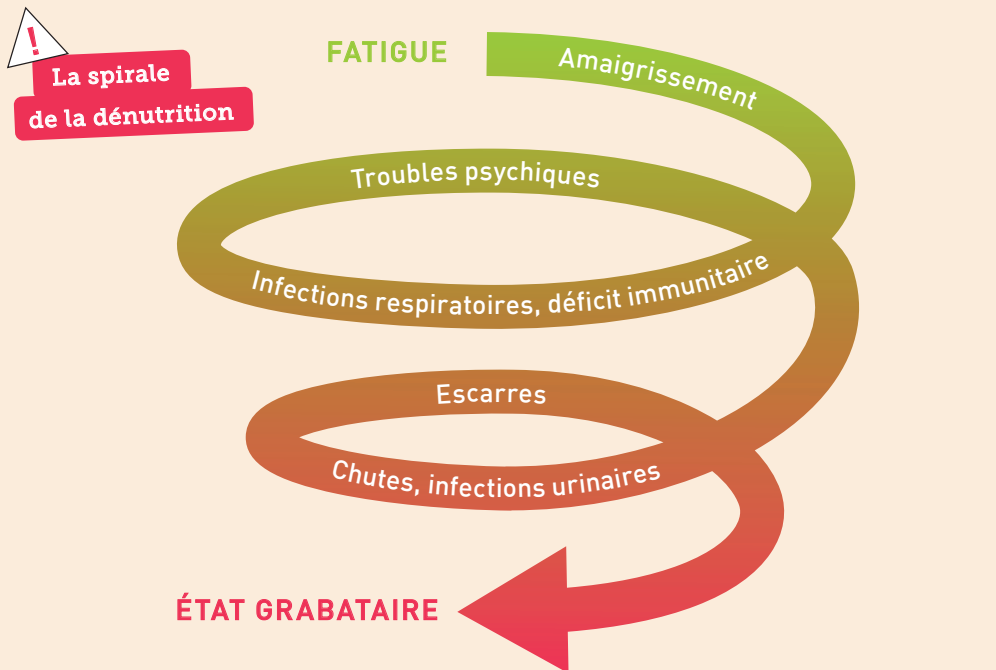 !
La spirale
de la dénutrition
FATIGUE
Amaigrissement
Troubles psychiques
Infections respiratoires, déficit immunitaire
Escarres
Chutes, infections urinaires
ÉTAT GRABATAIRE